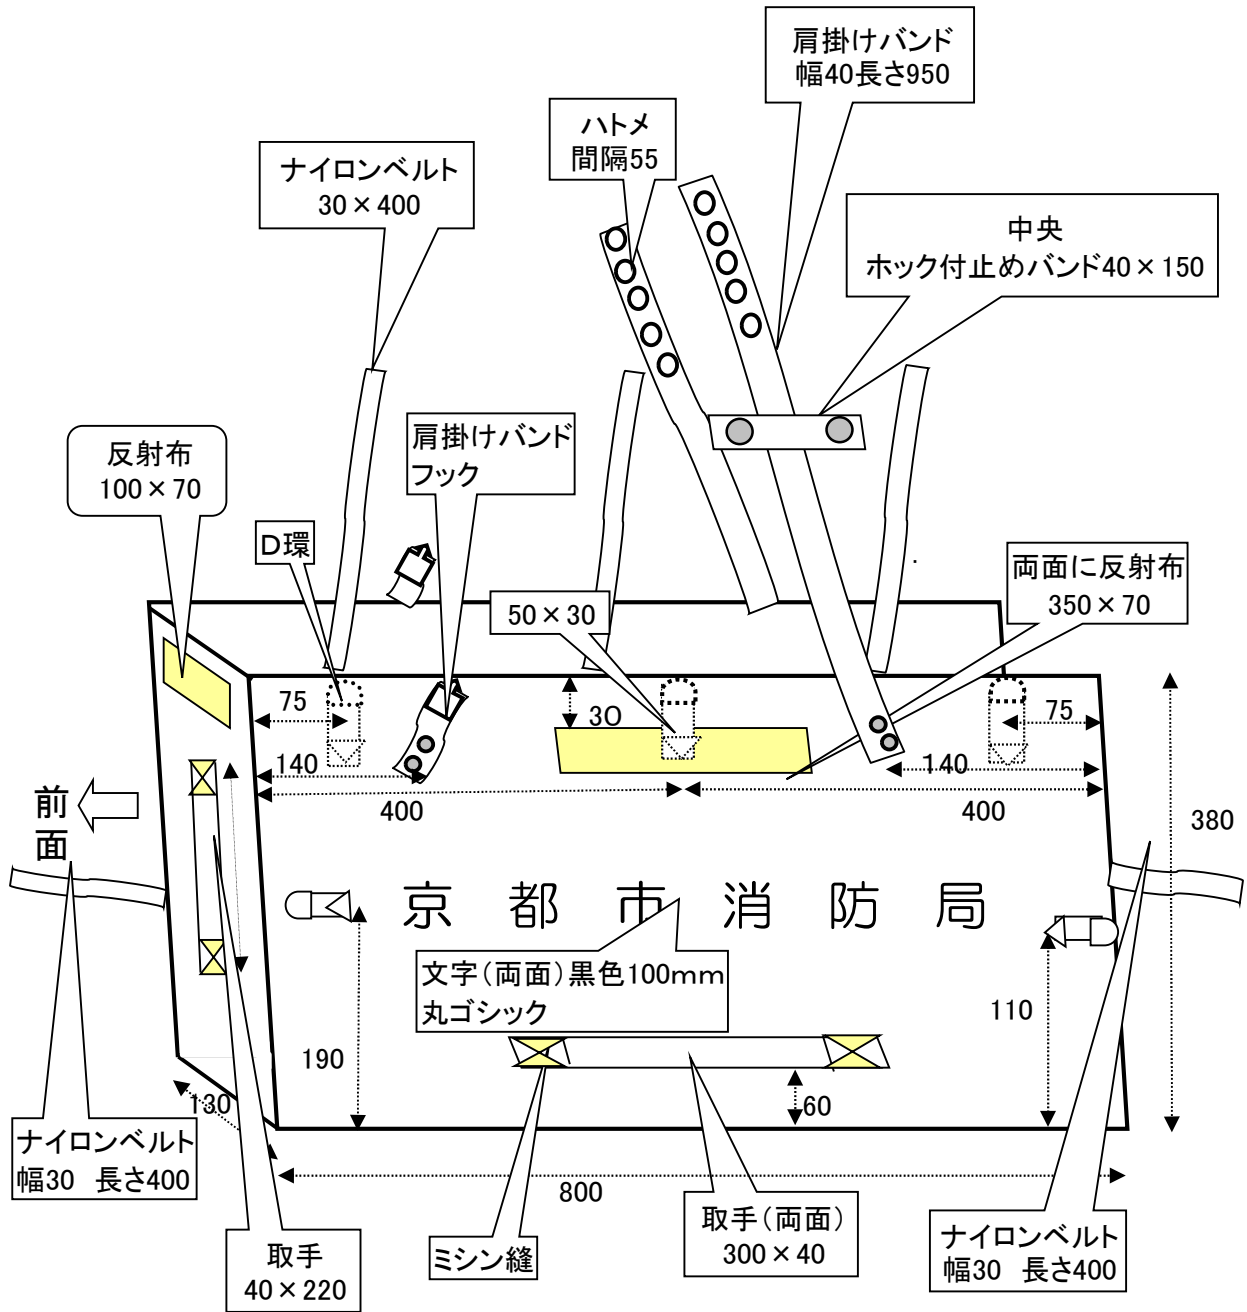 肩掛けバンド
幅40長さ950
ハトメ
間隔55
ナイロンベルト
30×400
中央
ホック付止めバンド40×150
肩掛けバンド
フック
反射布
100×70
D環
50×30
両面に反射布
350×70
75
30
75
140
140
400
400
380
前
面
京都市消防局
文字(両面)黒色100mm
丸ゴシック
110
190
60
130
ナイロンベルト
幅30 長さ400
800
取手(両面)
300×40
ナイロンベルト
幅30 長さ400
ミシン縫
取手
40×220